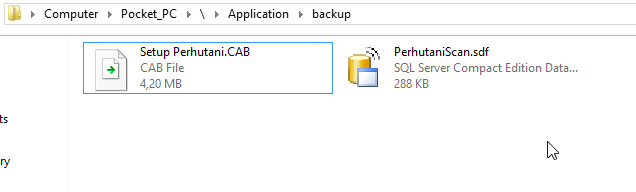 Computer ▸ Pocket_PC ▸ \ ▸ Application ▸ backup
Setup Perhutani.CAB
CAB File
4,20 MB
PerhutaniScan.sdf
SQL Server Compact Edition Data...
288 KB
ts
ry